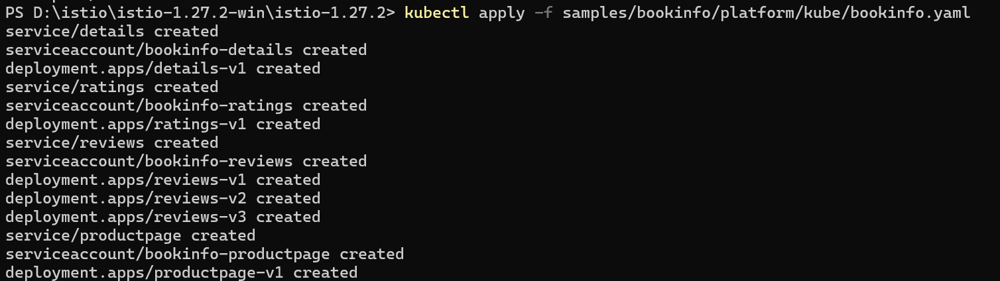 PS D:\istio\istio-1.27.2-win\istio-1.27.2> kubectl apply -f samples/bookinfo/platform/kube/bookinfo.yaml
service/details created
serviceaccount/bookinfo-details created
deployment.apps/details-v1 created
service/ratings created
serviceaccount/bookinfo-ratings created
deployment.apps/ratings-v1 created
service/reviews created
serviceaccount/bookinfo-reviews created
deployment.apps/reviews-v1 created
deployment.apps/reviews-v2 created
deployment.apps/reviews-v3 created
service/productpage created
serviceaccount/bookinfo-productpage created
deployment.apps/productpage-v1 created